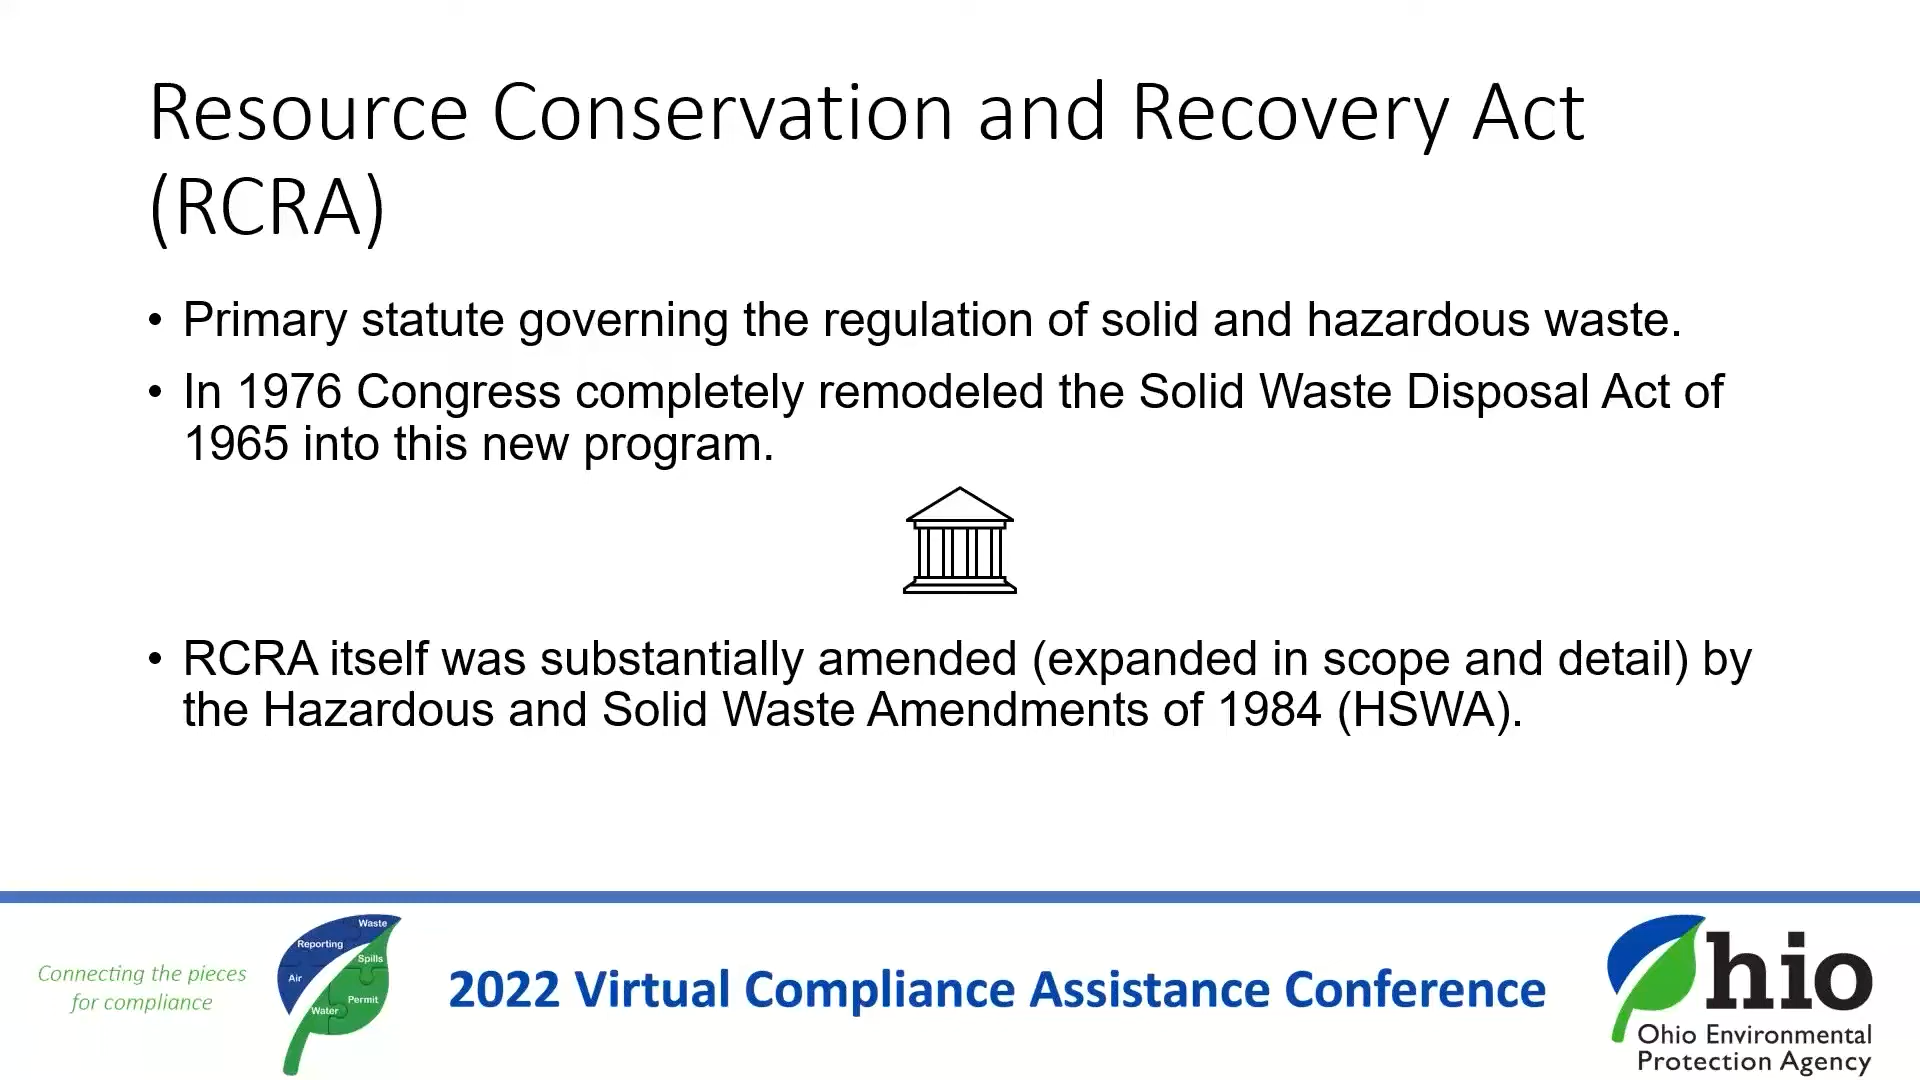 Resource Conservation and Recovery Act
(RCRA)
• Primary statute governing the regulation of solid and hazardous waste.
• In 1976 Congress completely remodeled the Solid Waste Disposal Act of
1965 into this new program.
• RCRA itself was substantially amended (expanded in scope and detail) by
the Hazardous and Solid Waste Amendments of 1984 (HSWA).
Connecting the pieces
for compliance
Waste
Reporting
Spills
Air
Permit
Water
2022 Virtual Compliance Assistance Conference
Ohio
Ohio Environmental
Protection Agency